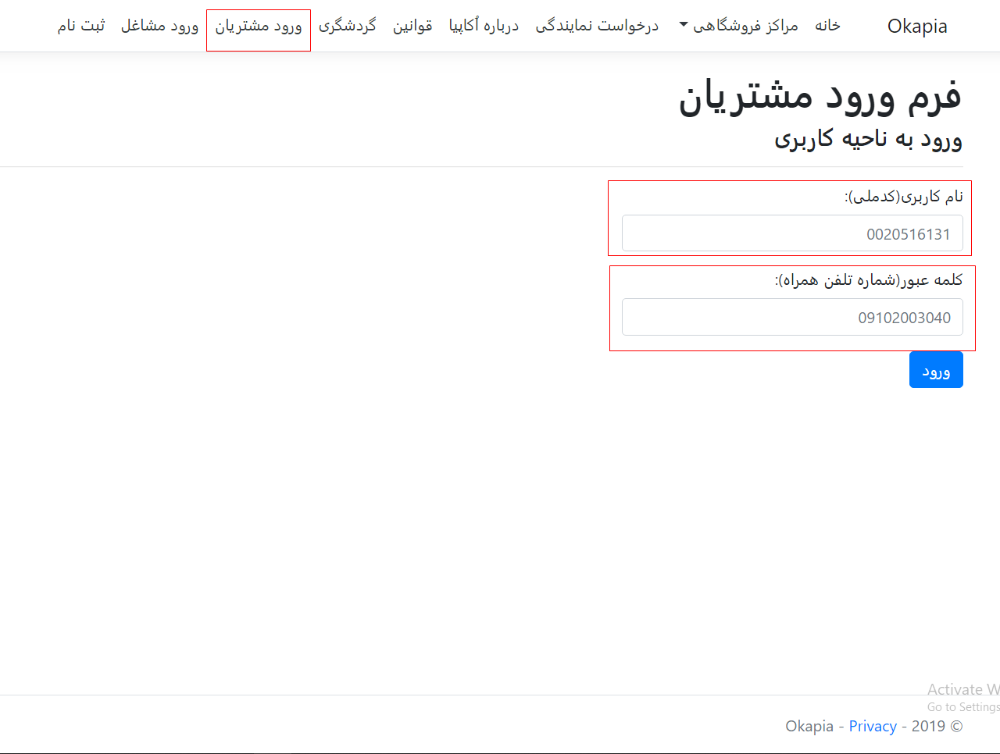 Okapia خانه مراکز فروشگاهی درخواست نمایندگی درباره اُکاپیا قوانین گردشگری ورود مشتریان ورود مشاغل ثبت نام
فرم ورود مشتریان
ورود به ناحیه کاربری
نام کاربری(کدملی):
0020516131
کلمه عبور(شماره تلفن همراه):
09102003040
ورود
Activate W
Go to Settings
Okapia - Privacy - 2019 ©